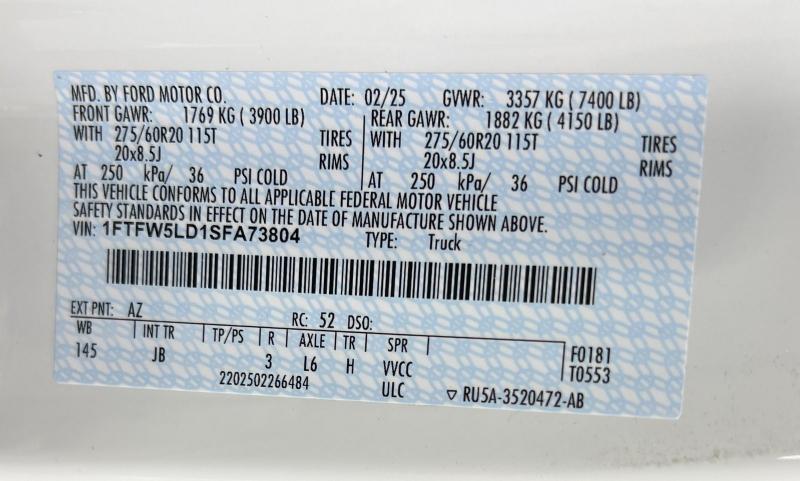 MFD. BY FORD MOTOR CO. DATE: 02/25 GVWR: 3357 KG ( 7400 LB)
FRONT GAWR: 1769 KG ( 3900 LB) REAR GAWR: 1882 KG ( 4150 LB)
WITH 275/60R20 115T TIRES WITH 275/60R20 115T TIRES
20x8.5J RIMS 20x8.5J RIMS
AT 250 kPa/ 36 PSI COLD AT 250 kPa/ 36 PSI COLD
THIS VEHICLE CONFORMS TO ALL APPLICABLE FEDERAL MOTOR VEHICLE
SAFETY STANDARDS IN EFFECT ON THE DATE OF MANUFACTURE SHOWN ABOVE.
VIN: 1FTFW5LD1SFA73804 TYPE: Truck
EXT PNT: AZ RC: 52 DSO:
WB INT TR TP/PS R AXLE TR SPR F0181
145 JB 3 L6 H VVCC T0553
2202502266484 ULC ▽ RU5A-3520472-AB